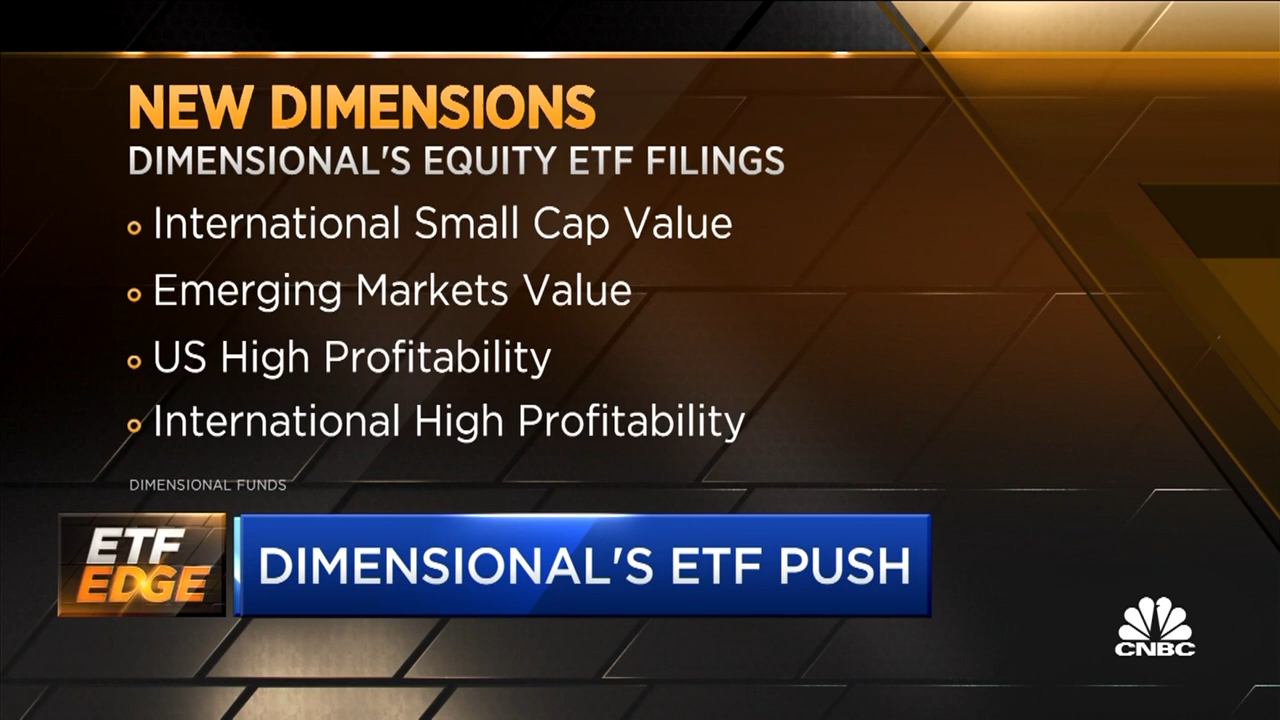 NEW DIMENSIONS
DIMENSIONAL'S EQUITY ETF FILINGS
International Small Cap Value
Emerging Markets Value
US High Profitability
International High Profitability
DIMENSIONAL FUNDS
ETF
EDGE
DIMENSIONAL'S ETF PUSH
CNBC